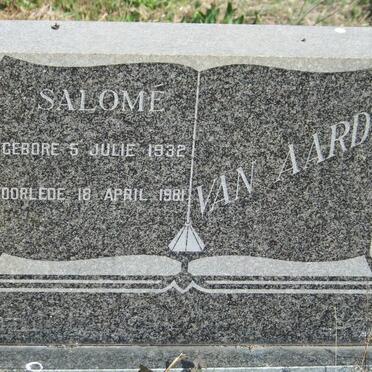 SALOMÉ
GEBORE 5 JULIE 1932
OORLEDE 18 APRIL 1981
VAN AARD